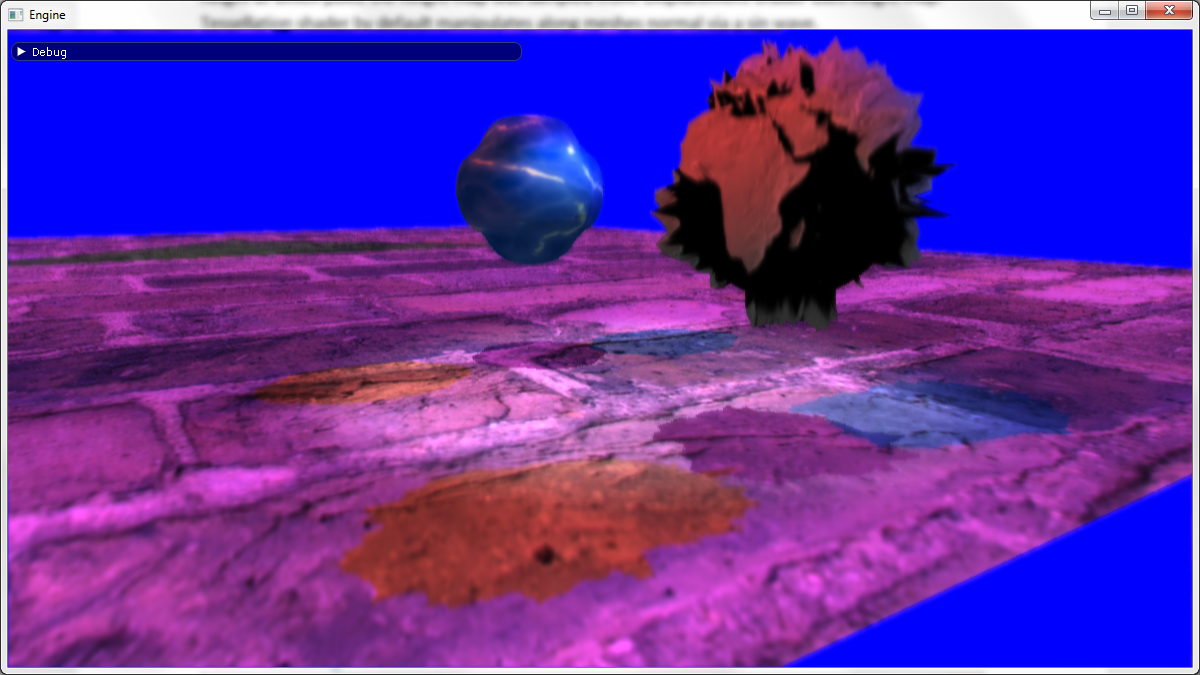 Tessellation shader by default manipulates along meshes normal via a sin wave.
Engine
Debug